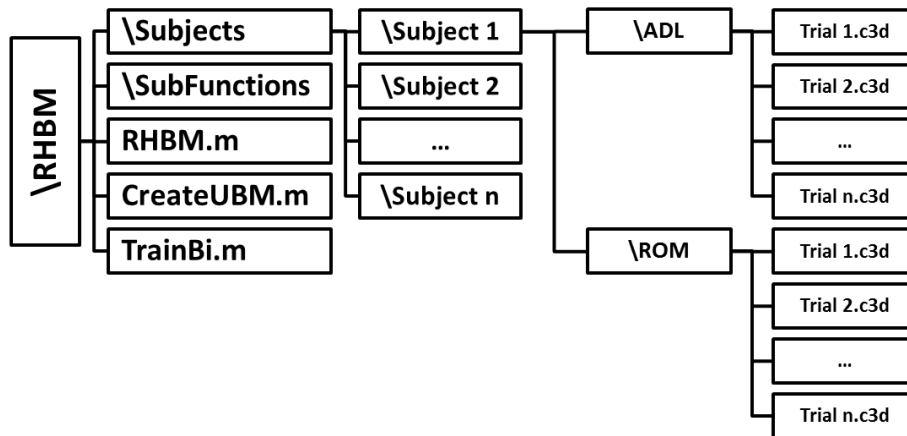 \RHBM
\Subjects
\SubFunctions
RHBM.m
CreateUBM.m
TrainBi.m
\Subject 1
\Subject 2
...
\Subject n
\ADL
\ROM
Trial 1.c3d
Trial 2.c3d
...
Trial n.c3d
Trial 1.c3d
Trial 2.c3d
...
Trial n.c3d